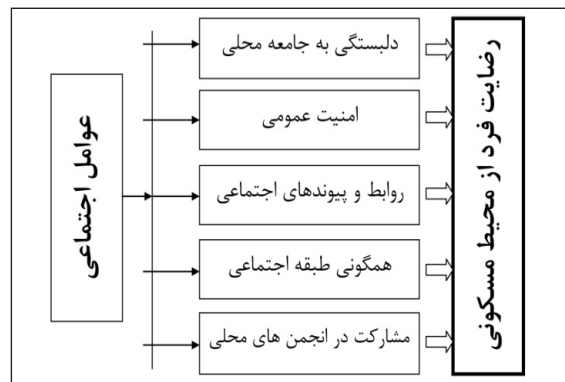 رضایت فرد از محیط مسکونی
دلبستگی به جامعه محلی
امنیت عمومی
روابط و پیوندهای اجتماعی
همگونی طبقه اجتماعی
مشارکت در انجمن های محلی
عوامل اجتماعی